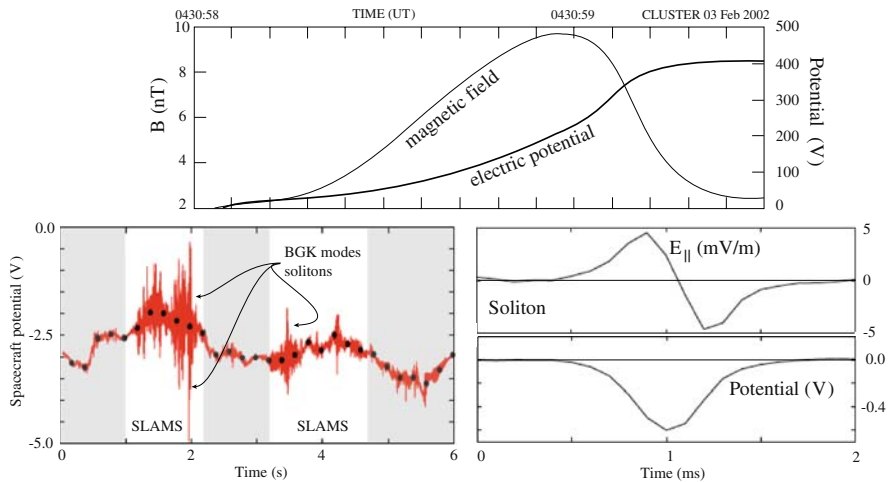 0430:58 TIME (UT) 0430:59 CLUSTER 03 Feb 2002
10
8
6
4
2
B (nT)
500
400
300
200
100
0
Potential (V)
magnetic field
electric potential
0.0
-2.5
-5.0
Spacecraft potential (V)
BGK modes
solitons
SLAMS SLAMS
0 2 4 6
Time (s)
5
E|| (mV/m)
0
Soliton
-5
0.0
Potential (V)
-0.4
0 1 2
Time (ms)